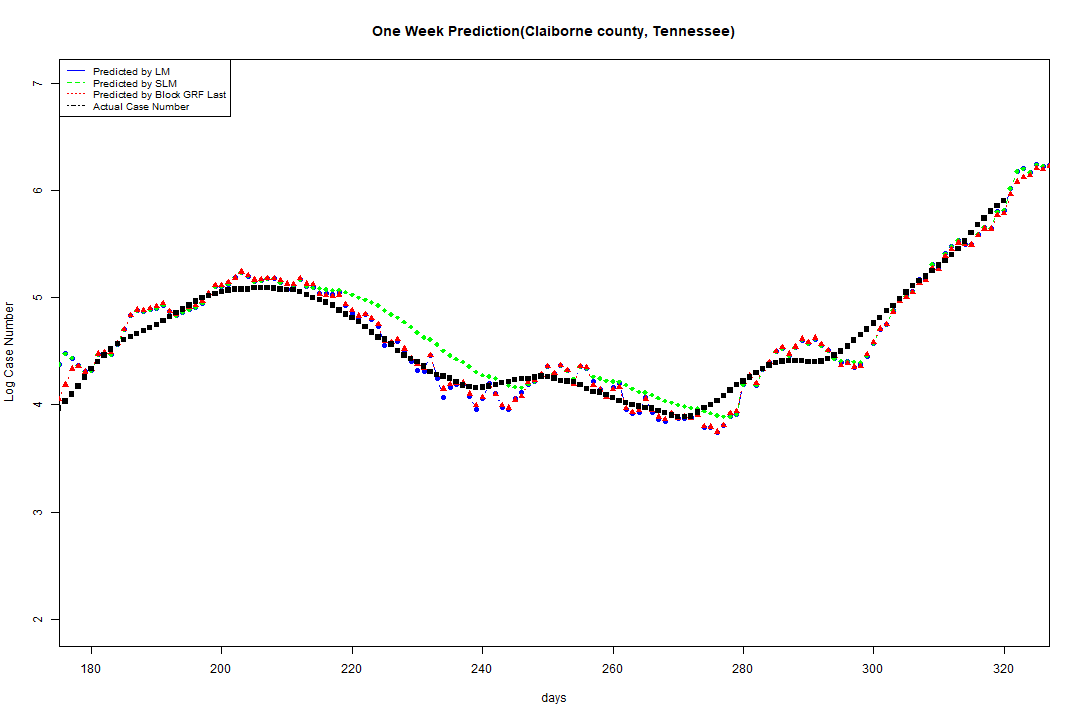 One Week Prediction(Claiborne county, Tennessee)
Predicted by LM
Predicted by SLM
Predicted by Block GRF Last
Actual Case Number
7
6
5
4
3
2
Log Case Number
180 200 220 240 260 280 300 320
days